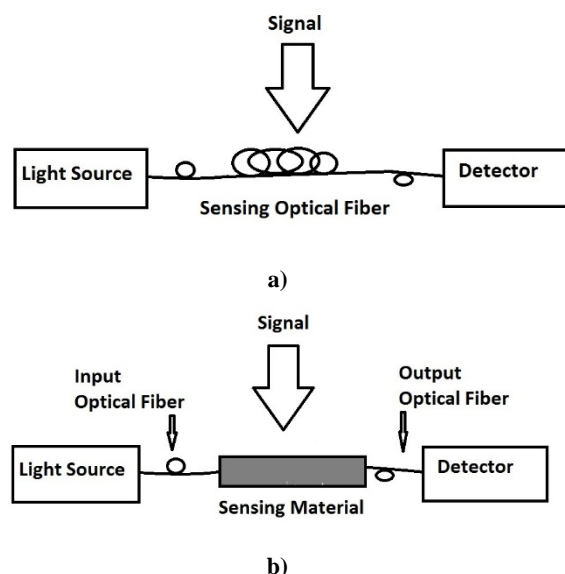 Signal
Light Source
Detector
Sensing Optical Fiber
a)
Signal
Input
Optical Fiber
Output
Optical Fiber
Light Source
Detector
Sensing Material
b)